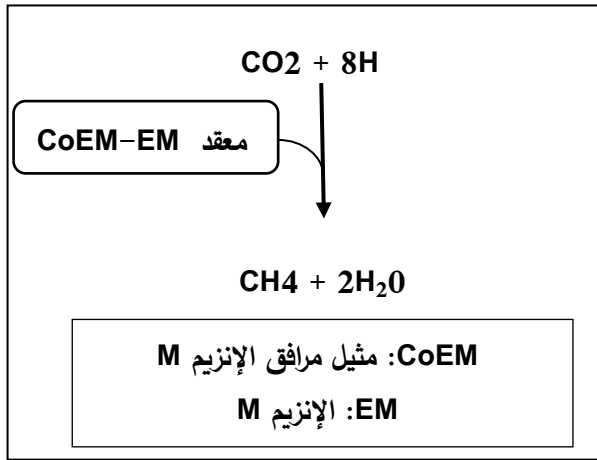 CO2 + 8H
معقد CoEM-EM
CH4 + 2H₂0
CoEM: مثيل مرافق الإنزيم M
EM: الإنزيم M